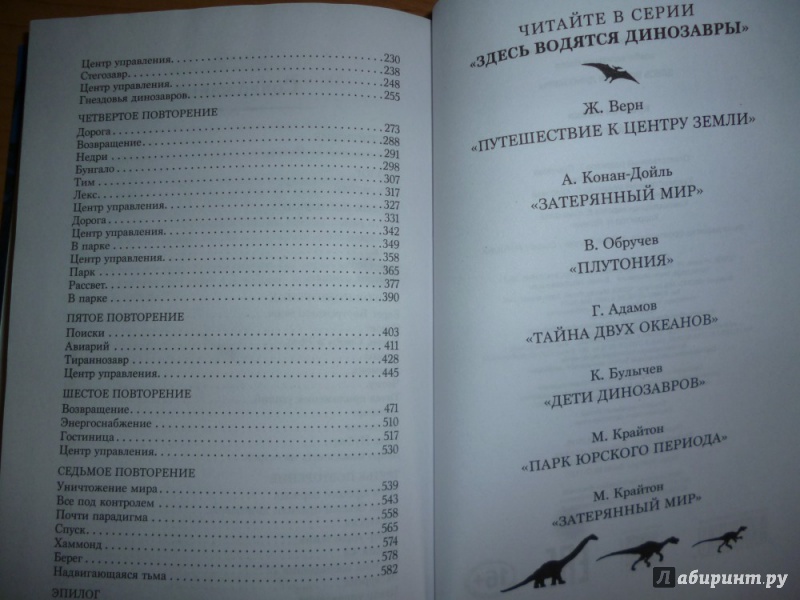 Центр управления. 230
Стегозавр. 238
Центр управления. 248
Гнездовья динозавров. 255
ЧЕТВЕРТОЕ ПОВТОРЕНИЕ
Дорога 273
Возвращение. 288
Недри 291
Бунгало 298
Тим 307
Лекс. 317
Центр управления. 327
Дорога 331
Центр управления. 342
В парке 349
Центр управления. 358
Парк 365
Рассвет. 377
В парке 390
ПЯТОЕ ПОВТОРЕНИЕ
Поиски 403
Авиарий 411
Тираннозавр 428
Центр управления. 445
ШЕСТОЕ ПОВТОРЕНИЕ
Возвращение. 471
Энергоснабжение 510
Гостиница 517
Центр управления. 530
СЕДЬМОЕ ПОВТОРЕНИЕ
Уничтожение мира 539
Все под контролем 543
Почти парадигма 558
Спуск. 565
Хаммонд 574
Берег 578
Надвигающаяся тьма 582
ЭПИЛОГ
ЧИТАЙТЕ В СЕРИИ
«ЗДЕСЬ ВОДЯТСЯ ДИНОЗАВРЫ»
Ж. Верн
«ПУТЕШЕСТВИЕ К ЦЕНТРУ ЗЕМЛИ»
А. Конан-Дойль
«ЗАТЕРЯННЫЙ МИР»
В. Обручев
«ПЛУТОНИЯ»
Г. Адамов
«ТАЙНА ДВУХ ОКЕАНОВ»
К. Булычев
«ДЕТИ ДИНОЗАВРОВ»
М. Крайтон
«ПАРК ЮРСКОГО ПЕРИОДА»
М. Крайтон
«ЗАТЕРЯННЫЙ МИР»
Лабиринт.ру